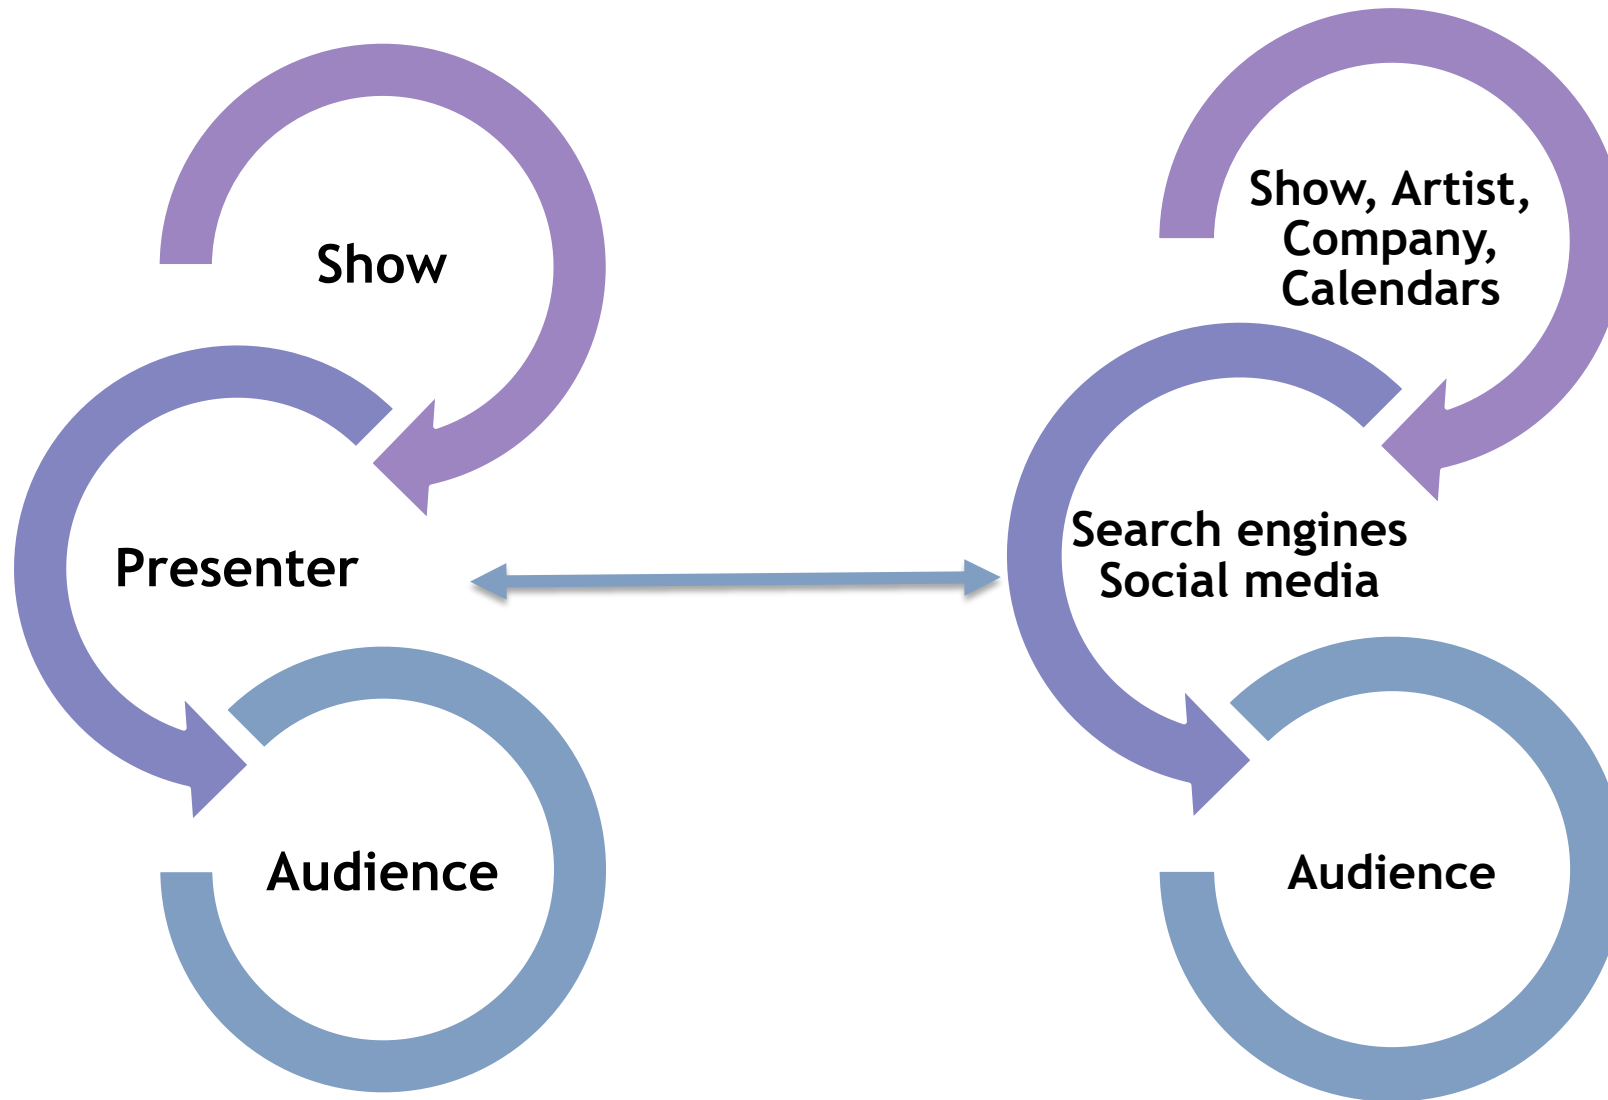 Show
Presenter
Audience
Show, Artist,
Company,
Calendars
Search engines
Social media
Audience